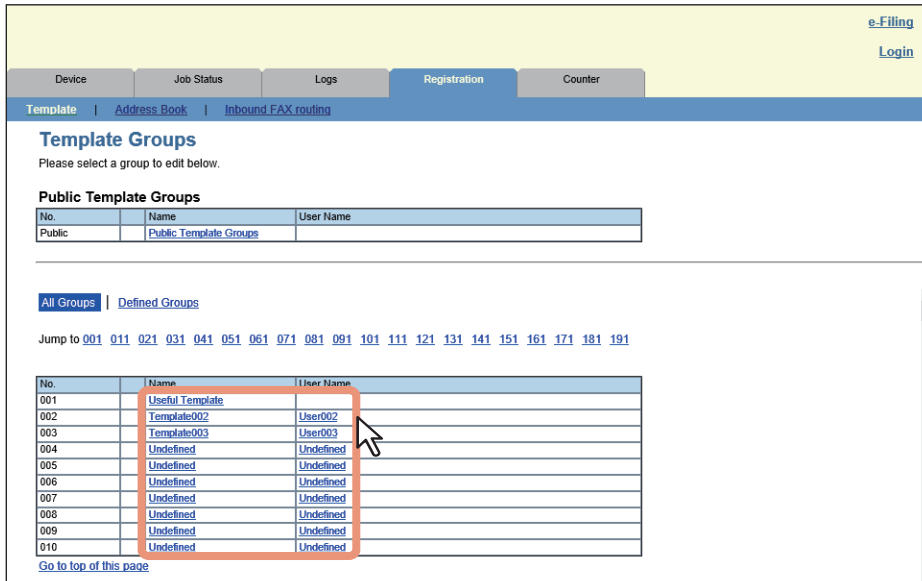 e-Filing
Login
Device Job Status Logs Registration Counter
Template | Address Book | Inbound FAX routing
Template Groups
Please select a group to edit below.
Public Template Groups
No. Name User Name
Public Public Template Groups
All Groups | Defined Groups
Jump to 001 011 021 031 041 051 061 071 081 091 101 111 121 131 141 151 161 171 181 191
No. Name User Name
001 Useful Template
002 Template002 User002
003 Template003 User003
004 Undefined Undefined
005 Undefined Undefined
006 Undefined Undefined
007 Undefined Undefined
008 Undefined Undefined
009 Undefined Undefined
010 Undefined Undefined
Go to top of this page